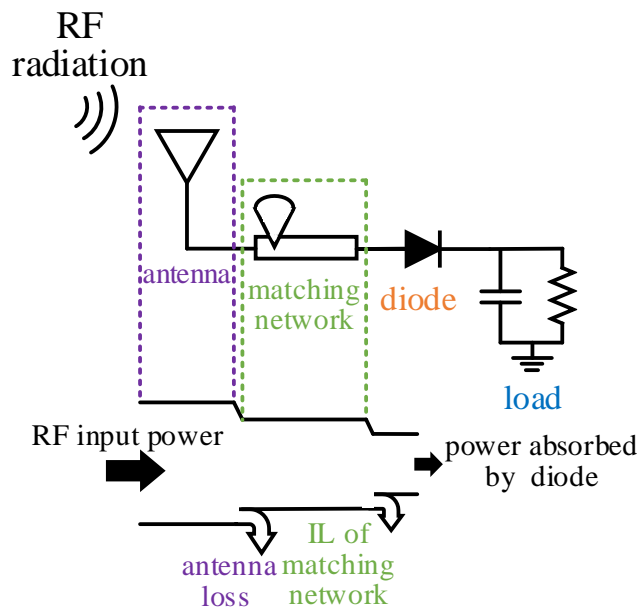 RF
radiation
antenna
matching
network
diode
load
RF input power
power absorbed
by diode
antenna
loss
IL of
matching
network